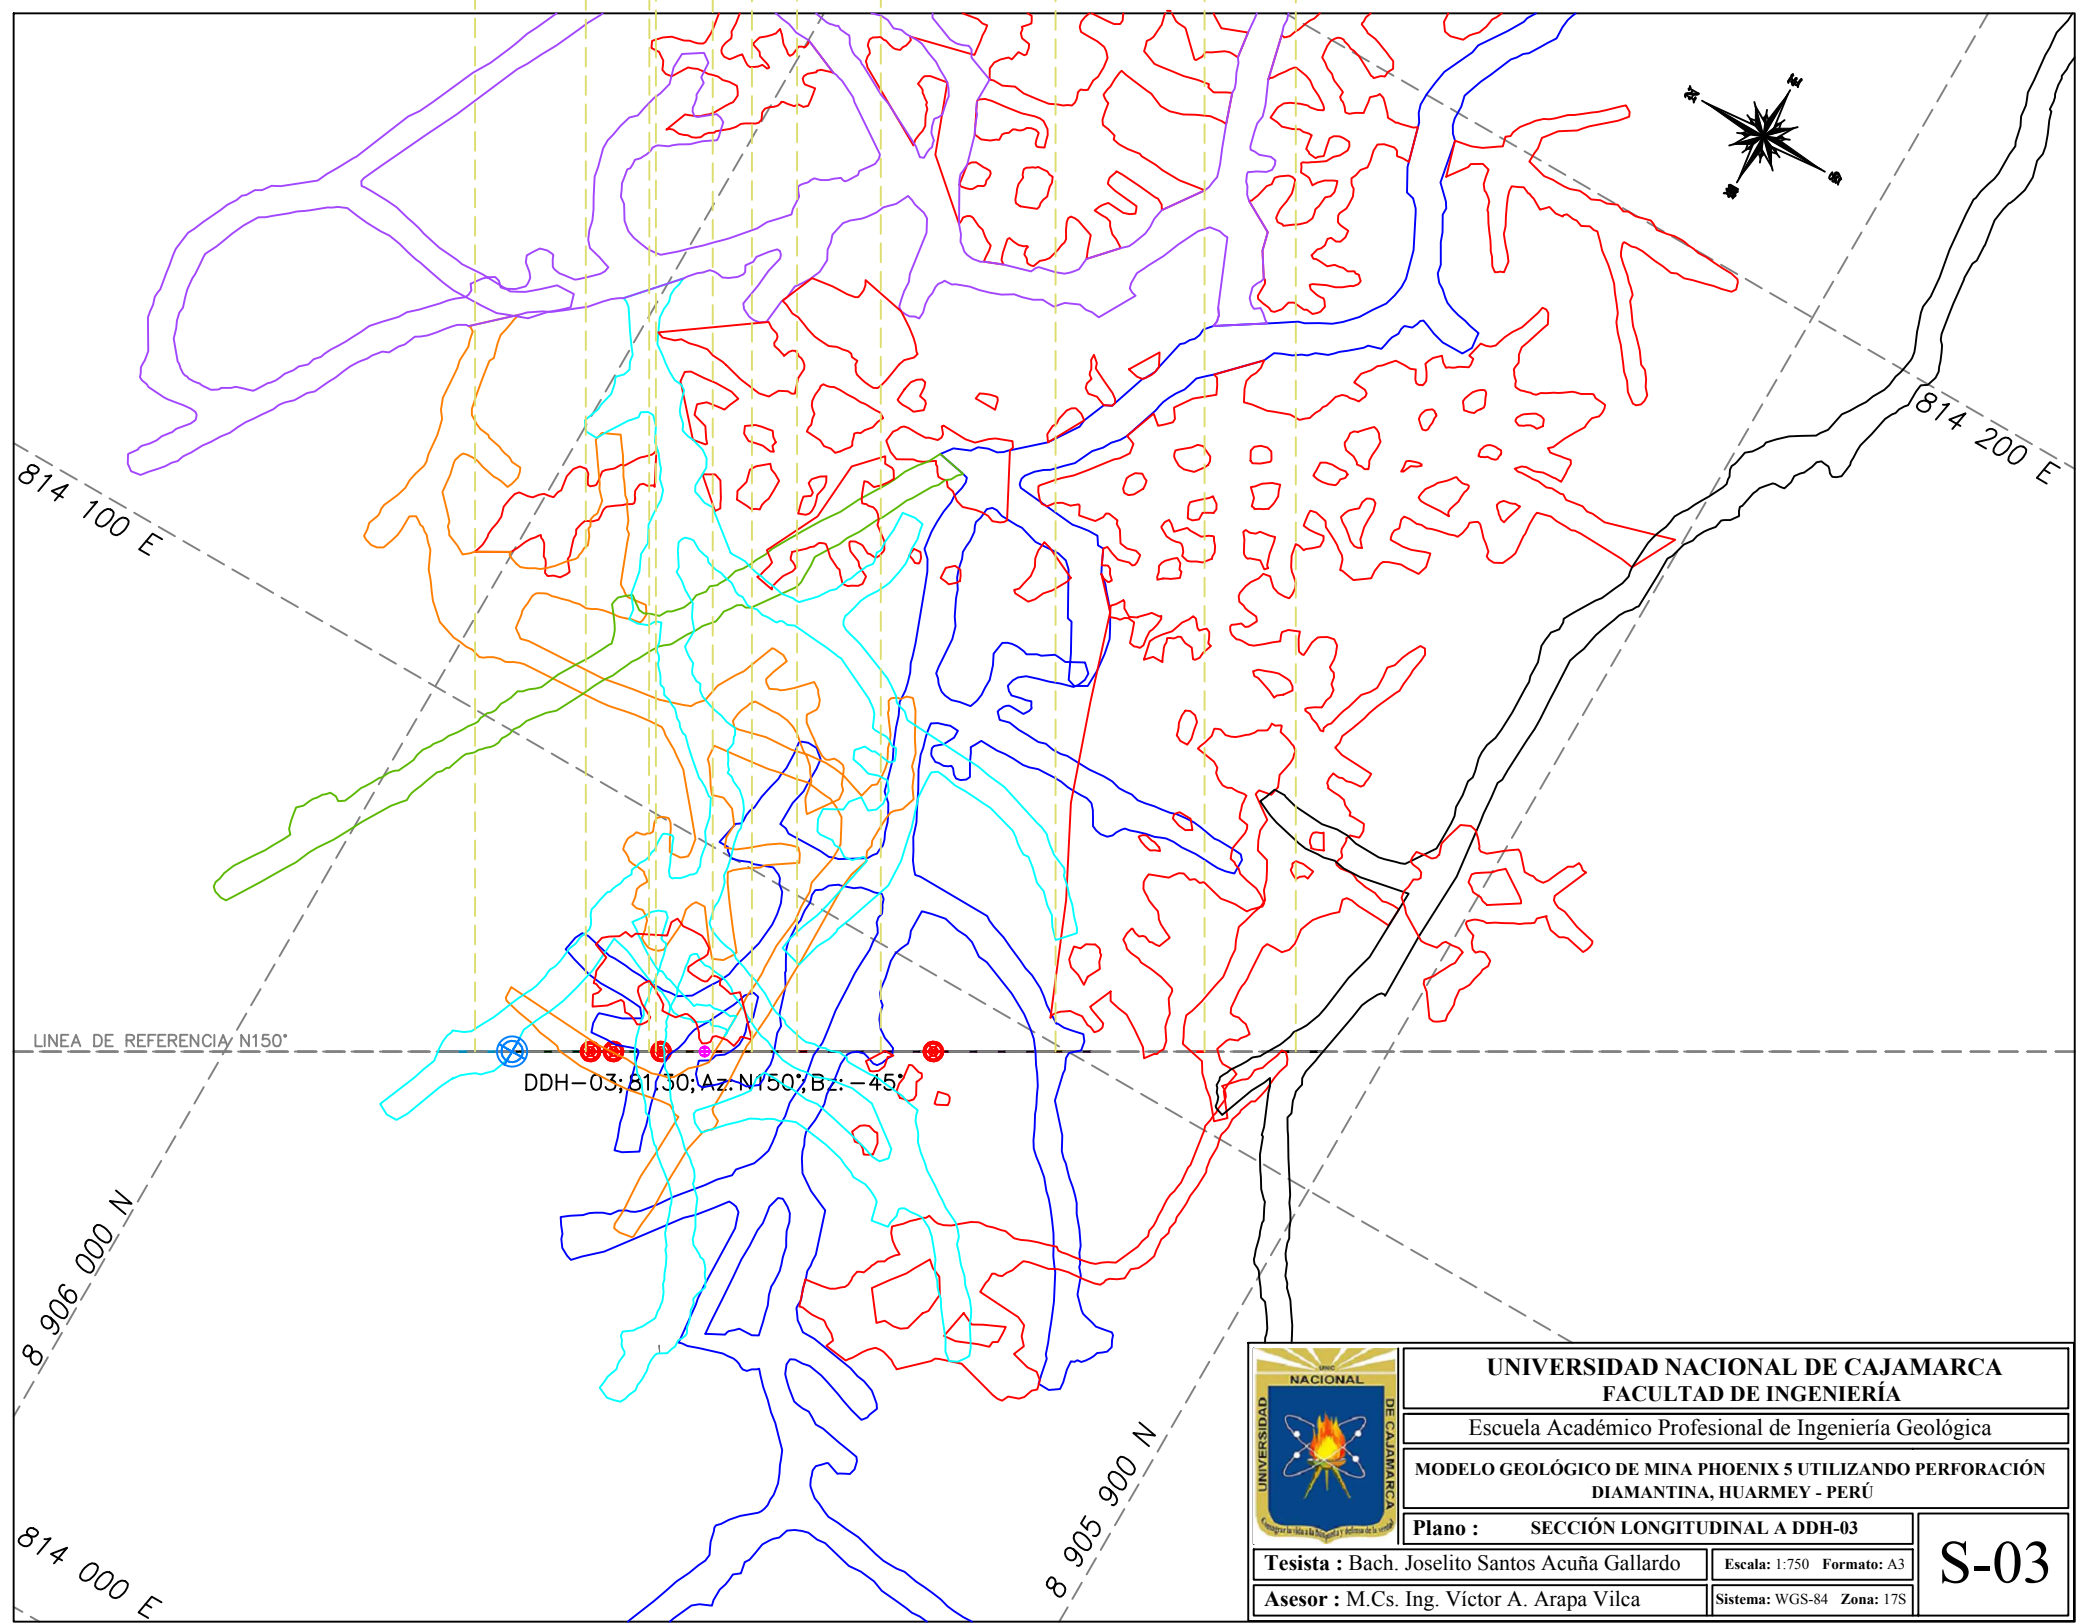 N
E
S
814 200 E
814 100 E
LINEA DE REFERENCIA N150°
DDH-03; 81.30; Az: N150°; Bz: -45°
8 906 000 N
8 905 900 N
814 000 E
UNIVERSIDAD NACIONAL DE CAJAMARCA
FACULTAD DE INGENIERÍA
Escuela Académico Profesional de Ingeniería Geológica
MODELO GEOLÓGICO DE MINA PHOENIX 5 UTILIZANDO PERFORACIÓN
DIAMANTINA, HUARMEY - PERÚ
Plano : SECCIÓN LONGITUDINAL A DDH-03
S-03
Tesista : Bach. Joselito Santos Acuña Gallardo
Escala: 1:750 Formato: A3
Asesor : M.Cs. Ing. Víctor A. Arapa Vilca
Sistema: WGS-84 Zona: 17S
UNIVERSIDAD
NACIONAL
DE CAJAMARCA